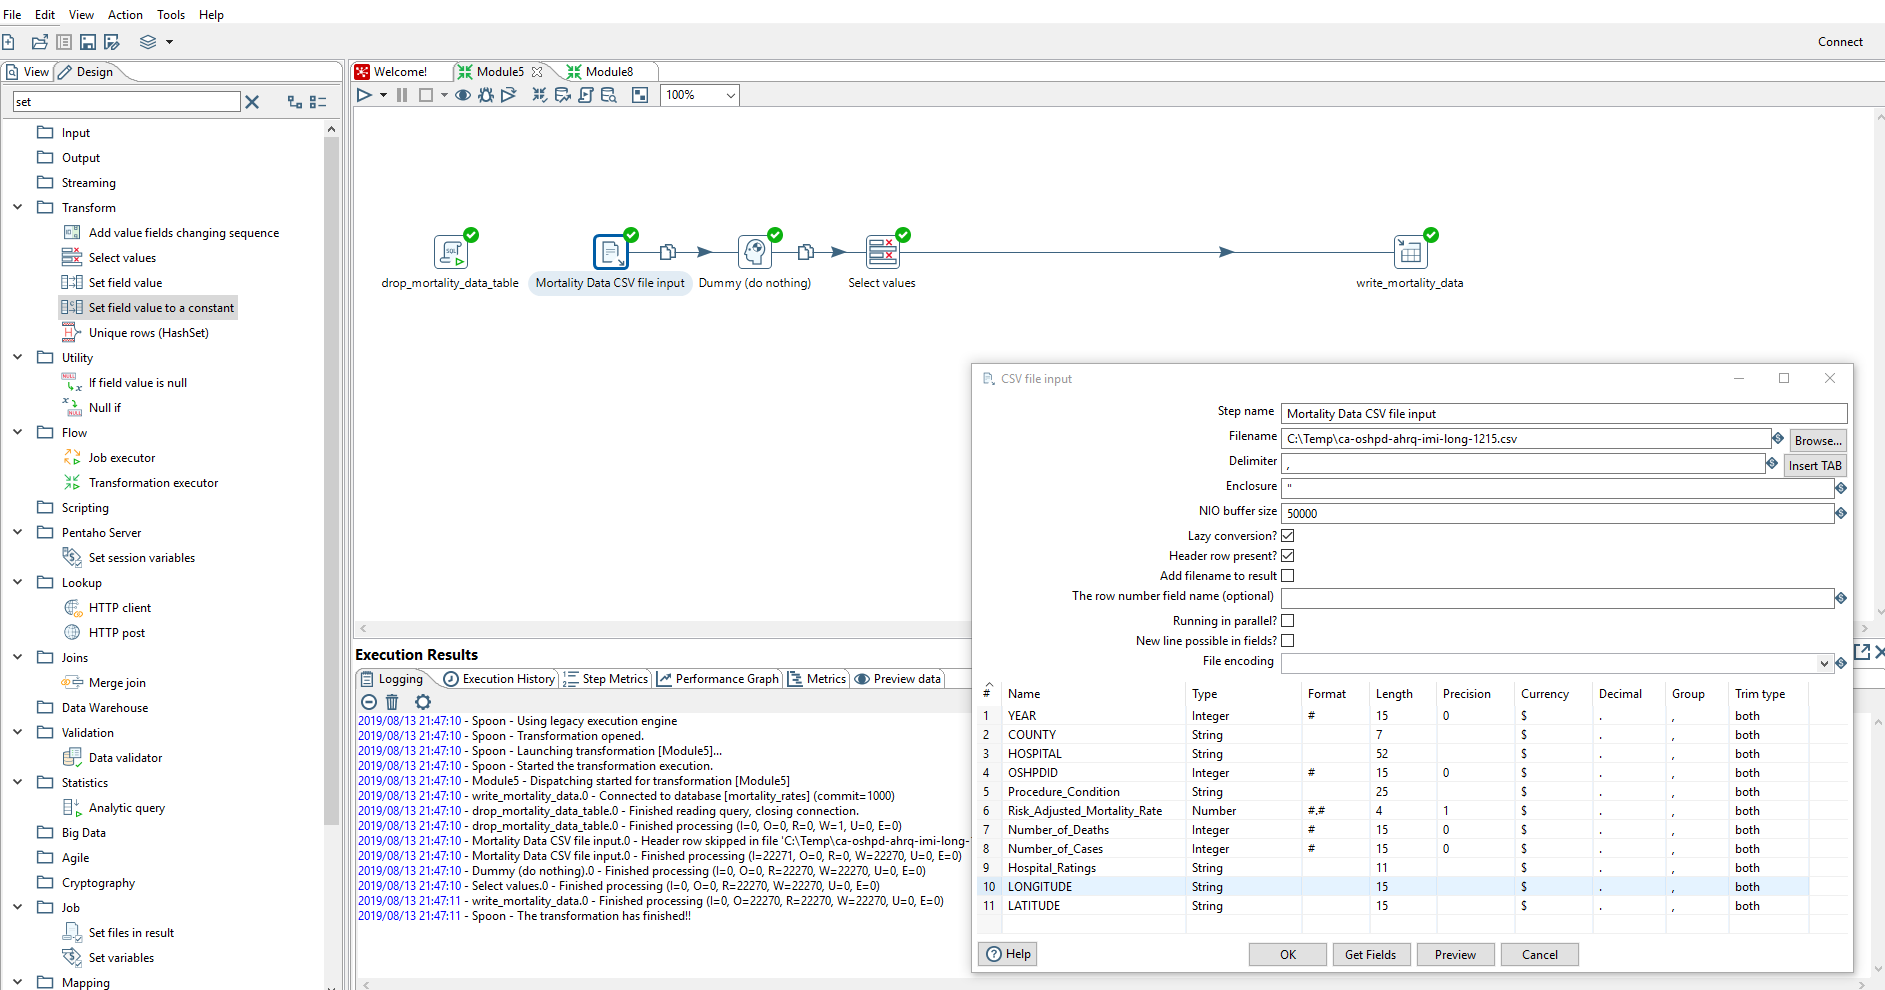 File Edit View Action Tools Help
Connect
View Design
set
Input
Output
Streaming
Transform
Add value fields changing sequence
Select values
Set field value
Set field value to a constant
Unique rows (HashSet)
Utility
If field value is null
Null if
Flow
Job executor
Transformation executor
Scripting
Pentaho Server
Set session variables
Lookup
HTTP client
HTTP post
Joins
Merge join
Data Warehouse
Validation
Data validator
Statistics
Analytic query
Big Data
Agile
Cryptography
Job
Set files in result
Set variables
Mapping
Welcome! Module5 Module8
100%
drop_mortality_data_table Mortality Data CSV file input Dummy (do nothing) Select values write_mortality_data
Execution Results
Logging Execution History Step Metrics Performance Graph Metrics Preview data
2019/08/13 21:47:10 - Spoon - Using legacy execution engine
2019/08/13 21:47:10 - Spoon - Transformation opened.
2019/08/13 21:47:10 - Spoon - Launching transformation [Module5]...
2019/08/13 21:47:10 - Spoon - Started the transformation execution.
2019/08/13 21:47:10 - Module5 - Dispatching started for transformation [Module5]
2019/08/13 21:47:10 - write_mortality_data.0 - Connected to database [mortality_rates] (commit=1000)
2019/08/13 21:47:10 - drop_mortality_data_table.0 - Finished reading query, closing connection.
2019/08/13 21:47:10 - drop_mortality_data_table.0 - Finished processing (I=0, O=0, R=0, W=1, U=0, E=0)
2019/08/13 21:47:10 - Mortality Data CSV file input.0 - Header row skipped in file 'C:\Temp\ca-oshpd-ahrq-imi-long-
2019/08/13 21:47:10 - Mortality Data CSV file input.0 - Finished processing (I=22271, O=0, R=0, W=22270, U=0, E=0)
2019/08/13 21:47:10 - Dummy (do nothing).0 - Finished processing (I=0, O=0, R=22270, W=22270, U=0, E=0)
2019/08/13 21:47:10 - Select values.0 - Finished processing (I=0, O=0, R=22270, W=22270, U=0, E=0)
2019/08/13 21:47:11 - write_mortality_data.0 - Finished processing (I=0, O=22270, R=22270, W=22270, U=0, E=0)
2019/08/13 21:47:11 - Spoon - The transformation has finished!!
CSV file input
Step name Mortality Data CSV file input
Filename C:\Temp\ca-oshpd-ahrq-imi-long-1215.csv Browse...
Delimiter , Insert TAB
Enclosure "
NIO buffer size 50000
Lazy conversion?
Header row present?
Add filename to result
The row number field name (optional)
Running in parallel?
New line possible in fields?
File encoding
# Name Type Format Length Precision Currency Decimal Group Trim type
1 YEAR Integer # 15 0 $ . , both
2 COUNTY String 7 $ . , both
3 HOSPITAL String 52 $ . , both
4 OSHPDID Integer # 15 0 $ . , both
5 Procedure_Condition String 25 $ . , both
6 Risk_Adjusted_Mortality_Rate Number #.# 4 1 $ . , both
7 Number_of_Deaths Integer # 15 0 $ . , both
8 Number_of_Cases Integer # 15 0 $ . , both
9 Hospital_Ratings String 11 $ . , both
10 LONGITUDE String 15 $ . , both
11 LATITUDE String 15 $ . , both
Help OK Get Fields Preview Cancel